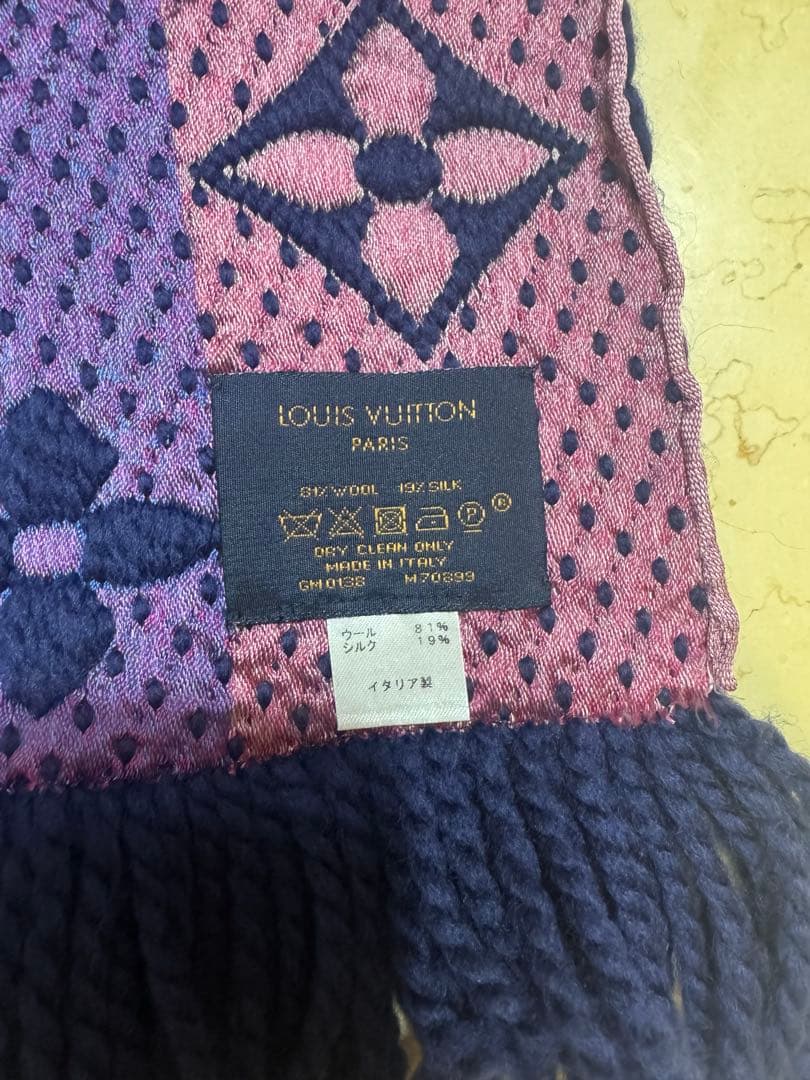 LOUIS VUITTON
PARIS
81% WOOL 19% SILK
P
DRY CLEAN ONLY
MADE IN ITALY
GM0138 M70899
ウール 81%
シルク 19%
イタリア製